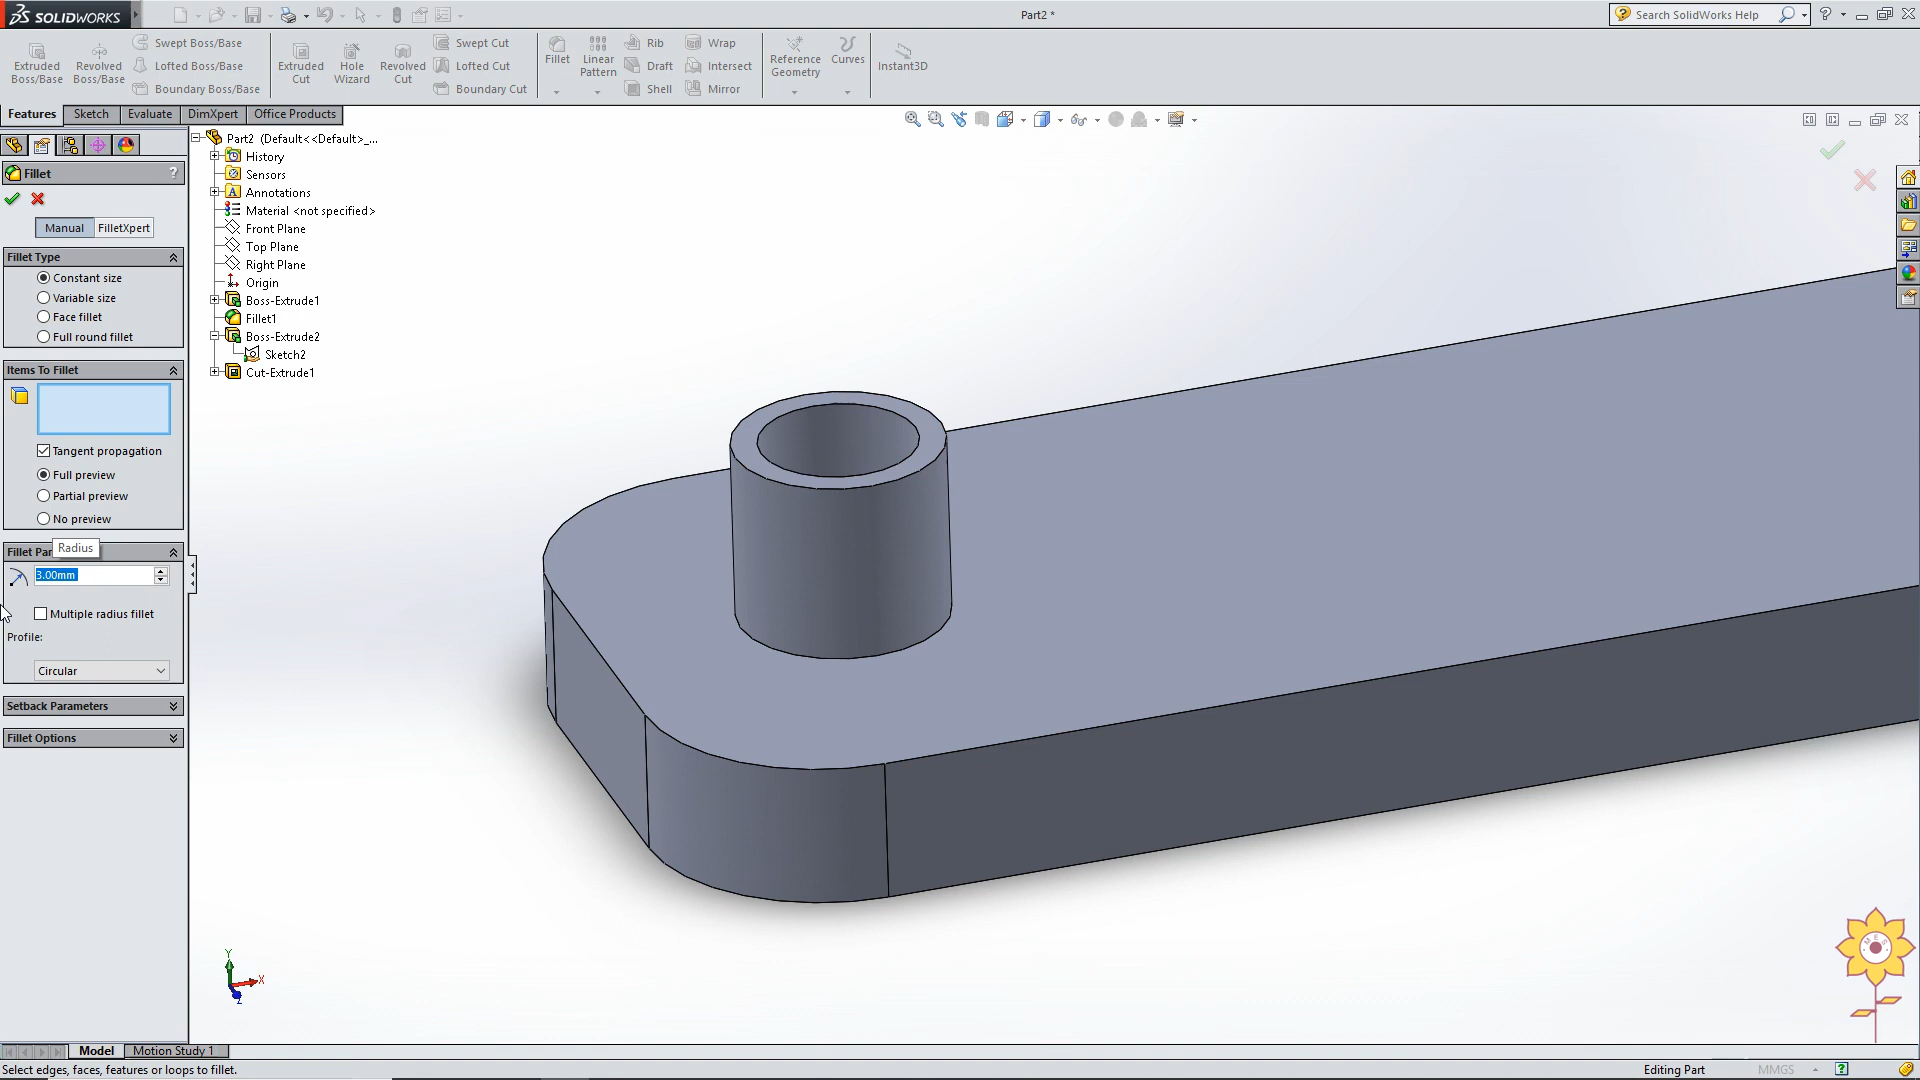 SOLIDWORKS
Part2 *
Search SolidWorks Help
Extruded Boss/Base
Revolved Boss/Base
Swept Boss/Base
Lofted Boss/Base
Boundary Boss/Base
Extruded Cut
Hole Wizard
Revolved Cut
Swept Cut
Lofted Cut
Boundary Cut
Fillet
Linear Pattern
Rib
Draft
Shell
Wrap
Intersect
Mirror
Reference Geometry
Curves
Instant3D
Features
Sketch
Evaluate
DimXpert
Office Products
Fillet
?
Manual
FilletXpert
Fillet Type
Constant size
Variable size
Face fillet
Full round fillet
Items To Fillet
Tangent propagation
Full preview
Partial preview
No preview
Fillet Par
Radius
3.00mm
Multiple radius fillet
Profile:
Circular
Setback Parameters
Fillet Options
Part2 (Default<<Default>_...
History
Sensors
Annotations
Material <not specified>
Front Plane
Top Plane
Right Plane
Origin
Boss-Extrude1
Fillet1
Boss-Extrude2
Sketch2
Cut-Extrude1
Y
X
Z
MES
Model
Motion Study 1
Select edges, faces, features or loops to fillet.
Editing Part
MMGS
?